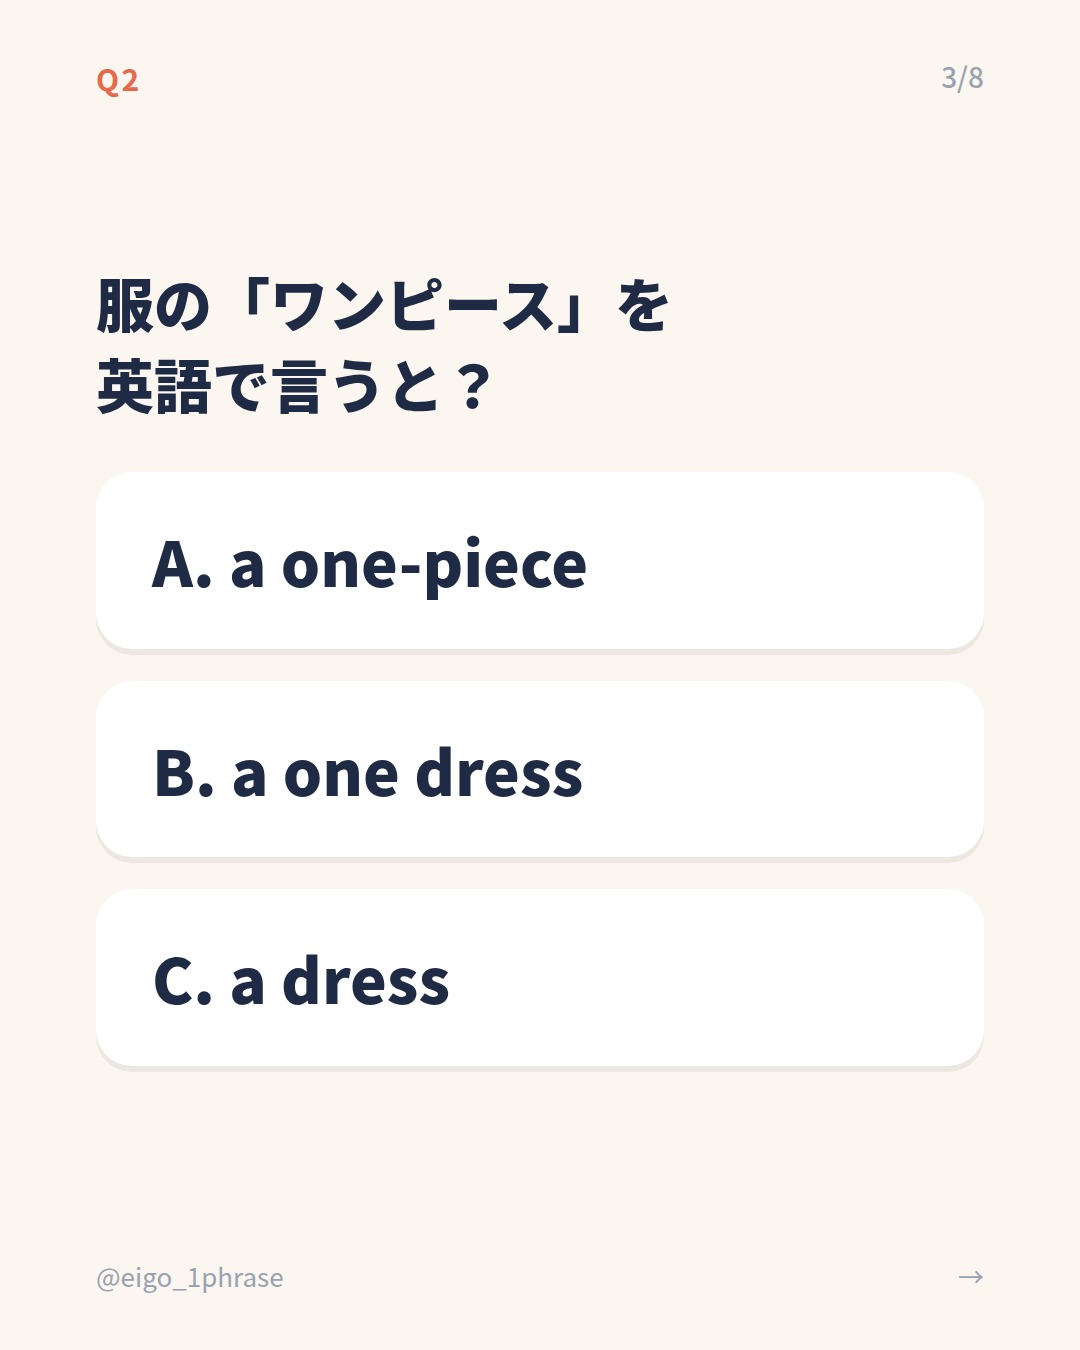 Q2
3/8
服の「ワンピース」を
英語で言うと？
A. a one-piece
B. a one dress
C. a dress
@eigo_1phrase
→